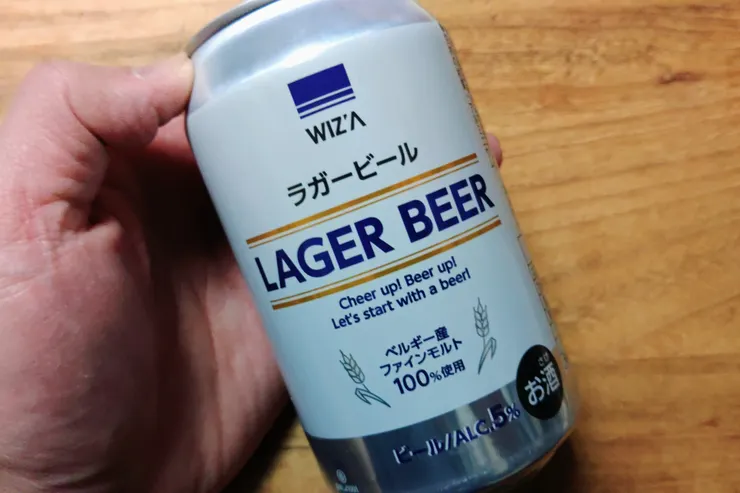 WIZ'A
ラガービール
LAGER BEER
Cheer up! Beer up!
Let's start with a beer!
ベルギー産
ファインモルト
100%使用
お酒
ビール/ALC.5%